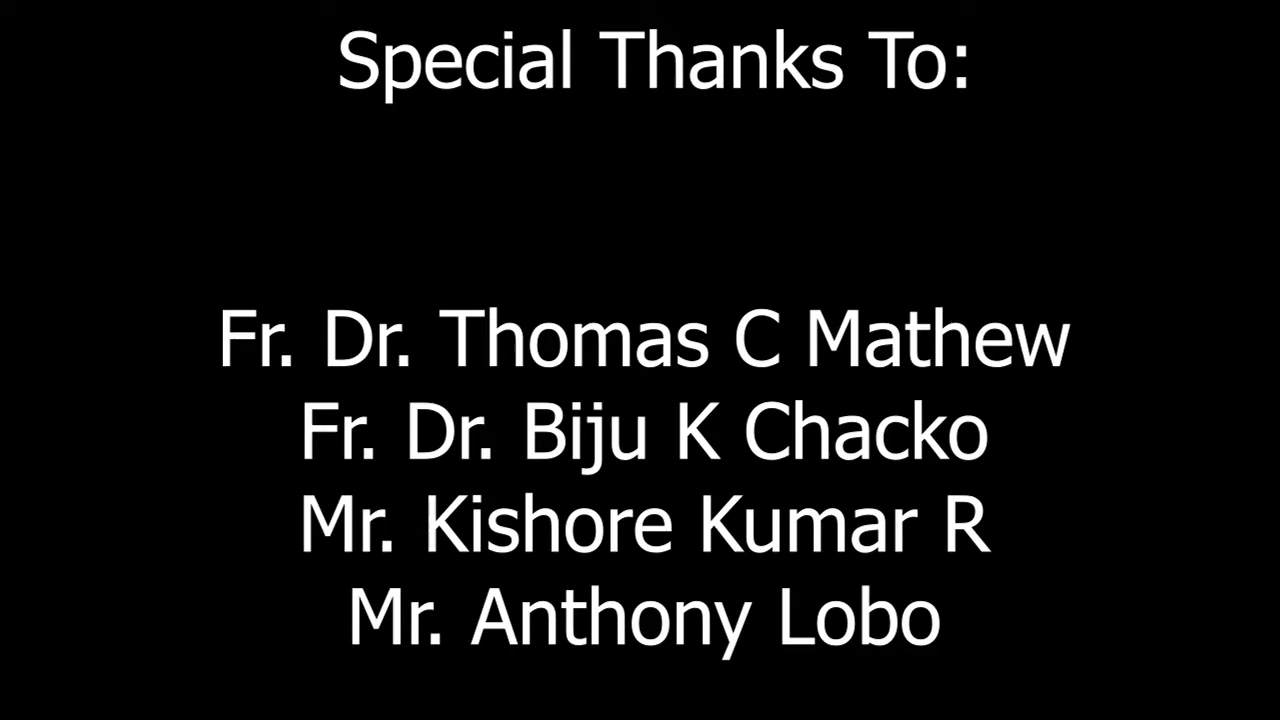 Special Thanks To:
Fr. Dr. Thomas C Mathew
Fr. Dr. Biju K Chacko
Mr. Kishore Kumar R
Mr. Anthony Lobo